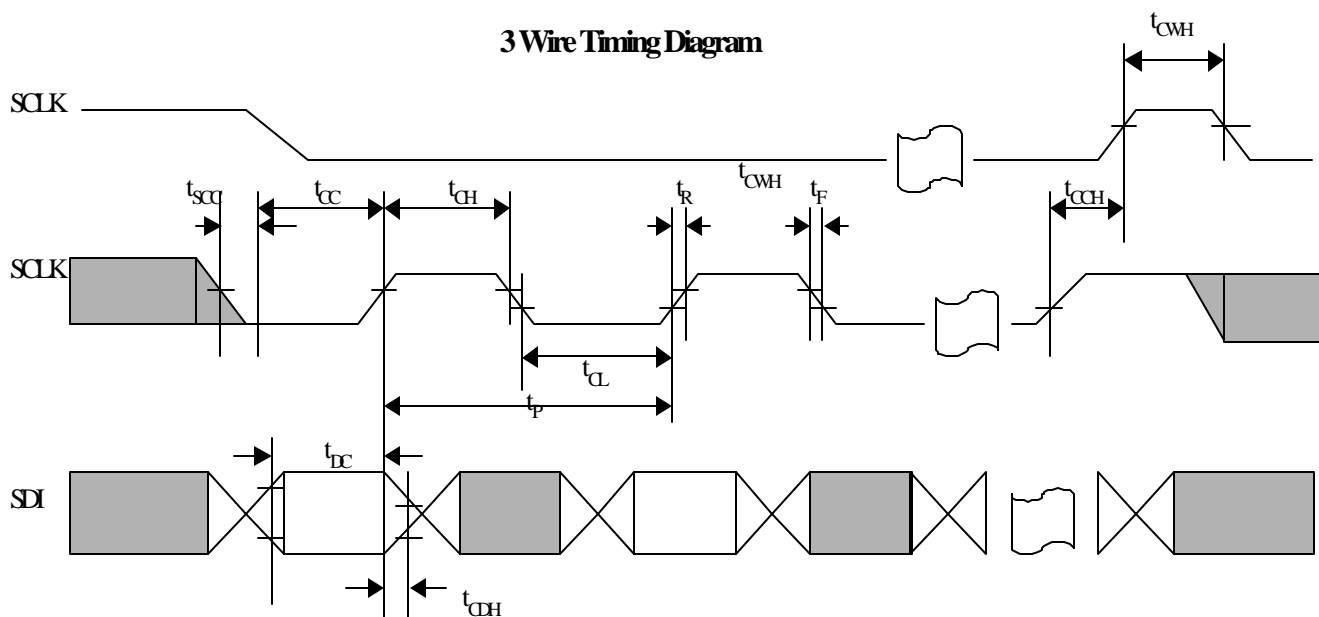 3 Wire Timing Diagram
tCWH
SCLK
tSCC
tCC
tCH
tCWH
tR
tF
tCCH
SCLK
tCL
tP
tDC
SDI
tCDH